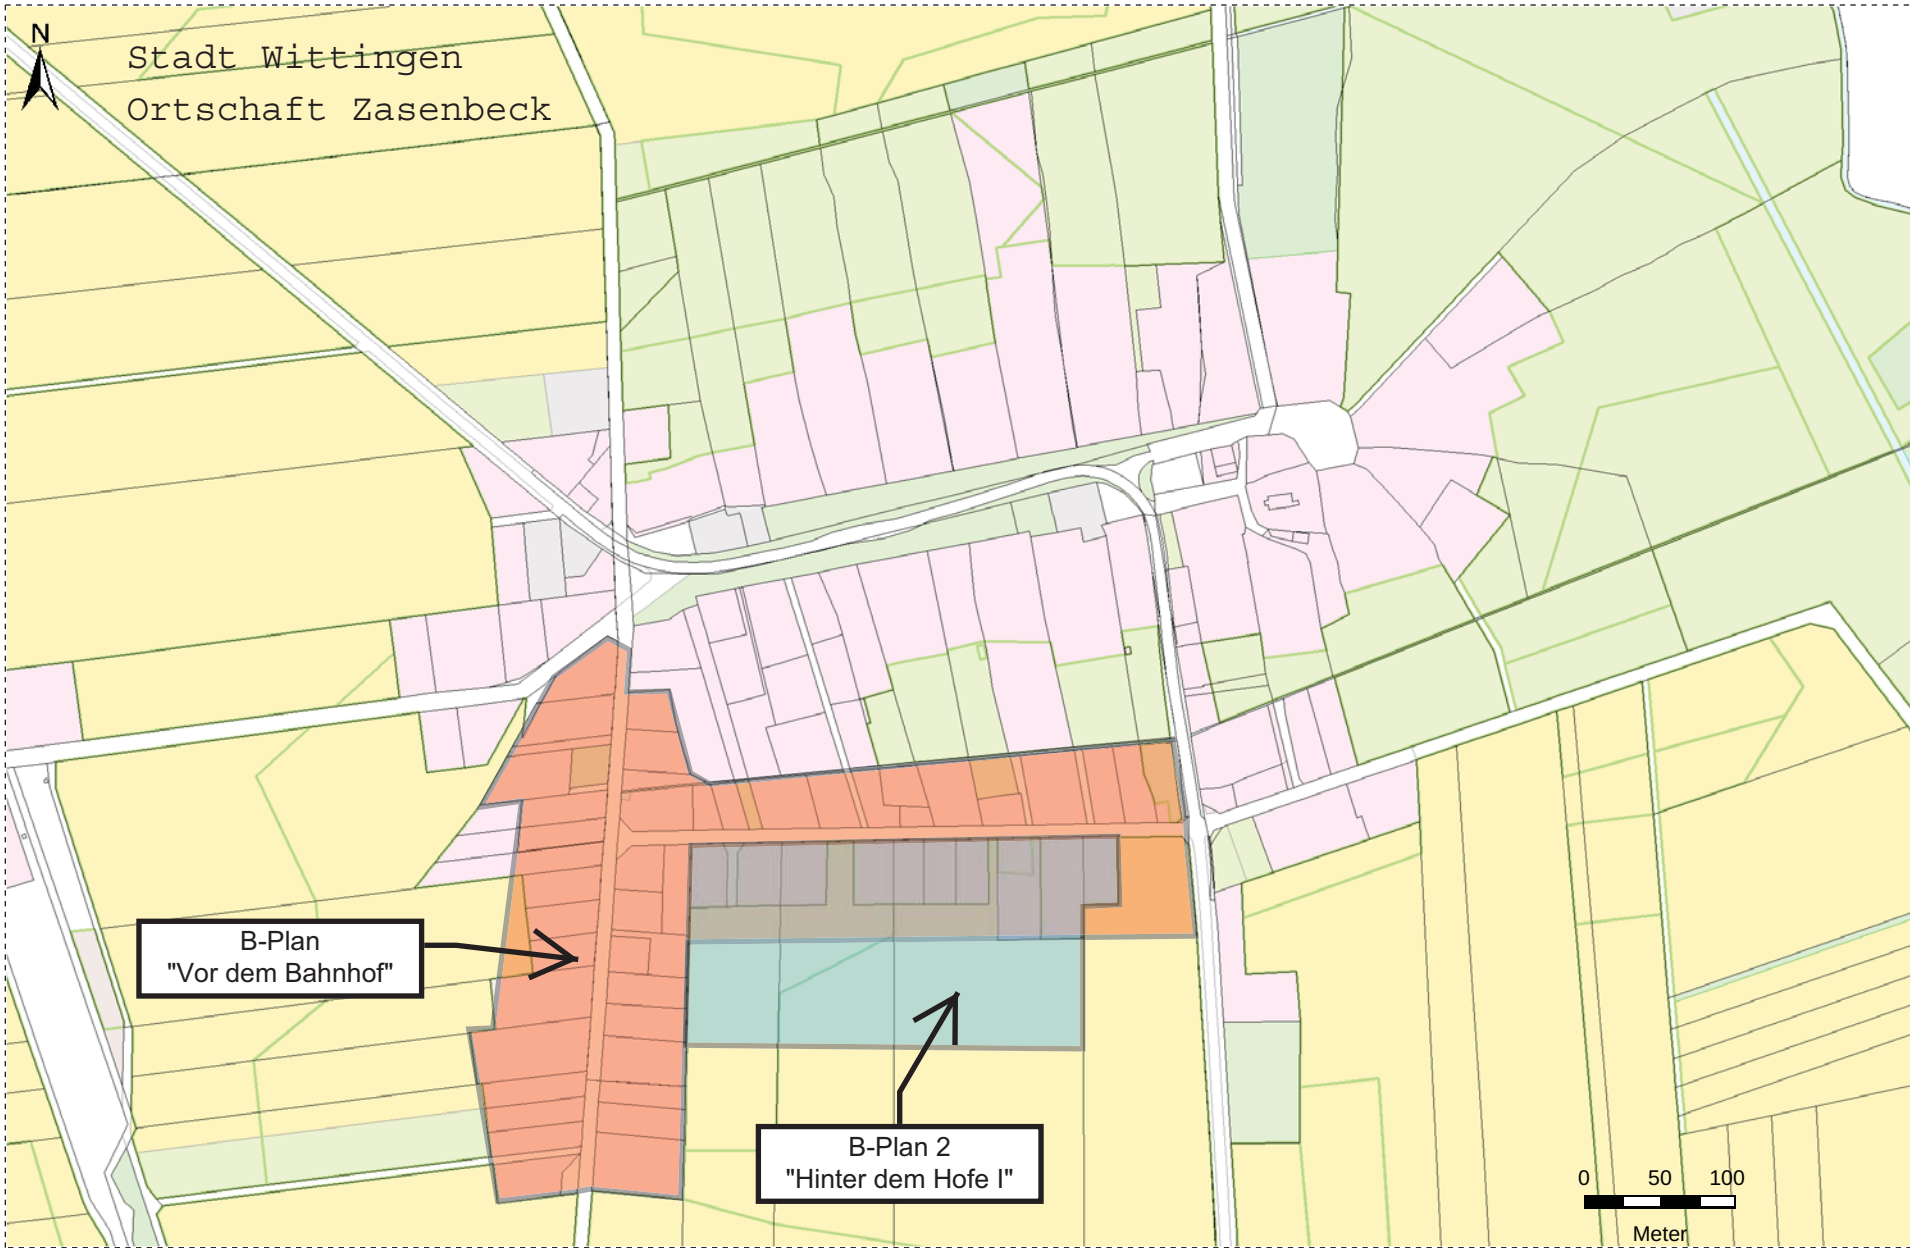 N
Stadt Wittingen
Ortschaft Zasenbeck
B-Plan
"Vor dem Bahnhof"
B-Plan 2
"Hinter dem Hofe I"
0 50 100
Meter